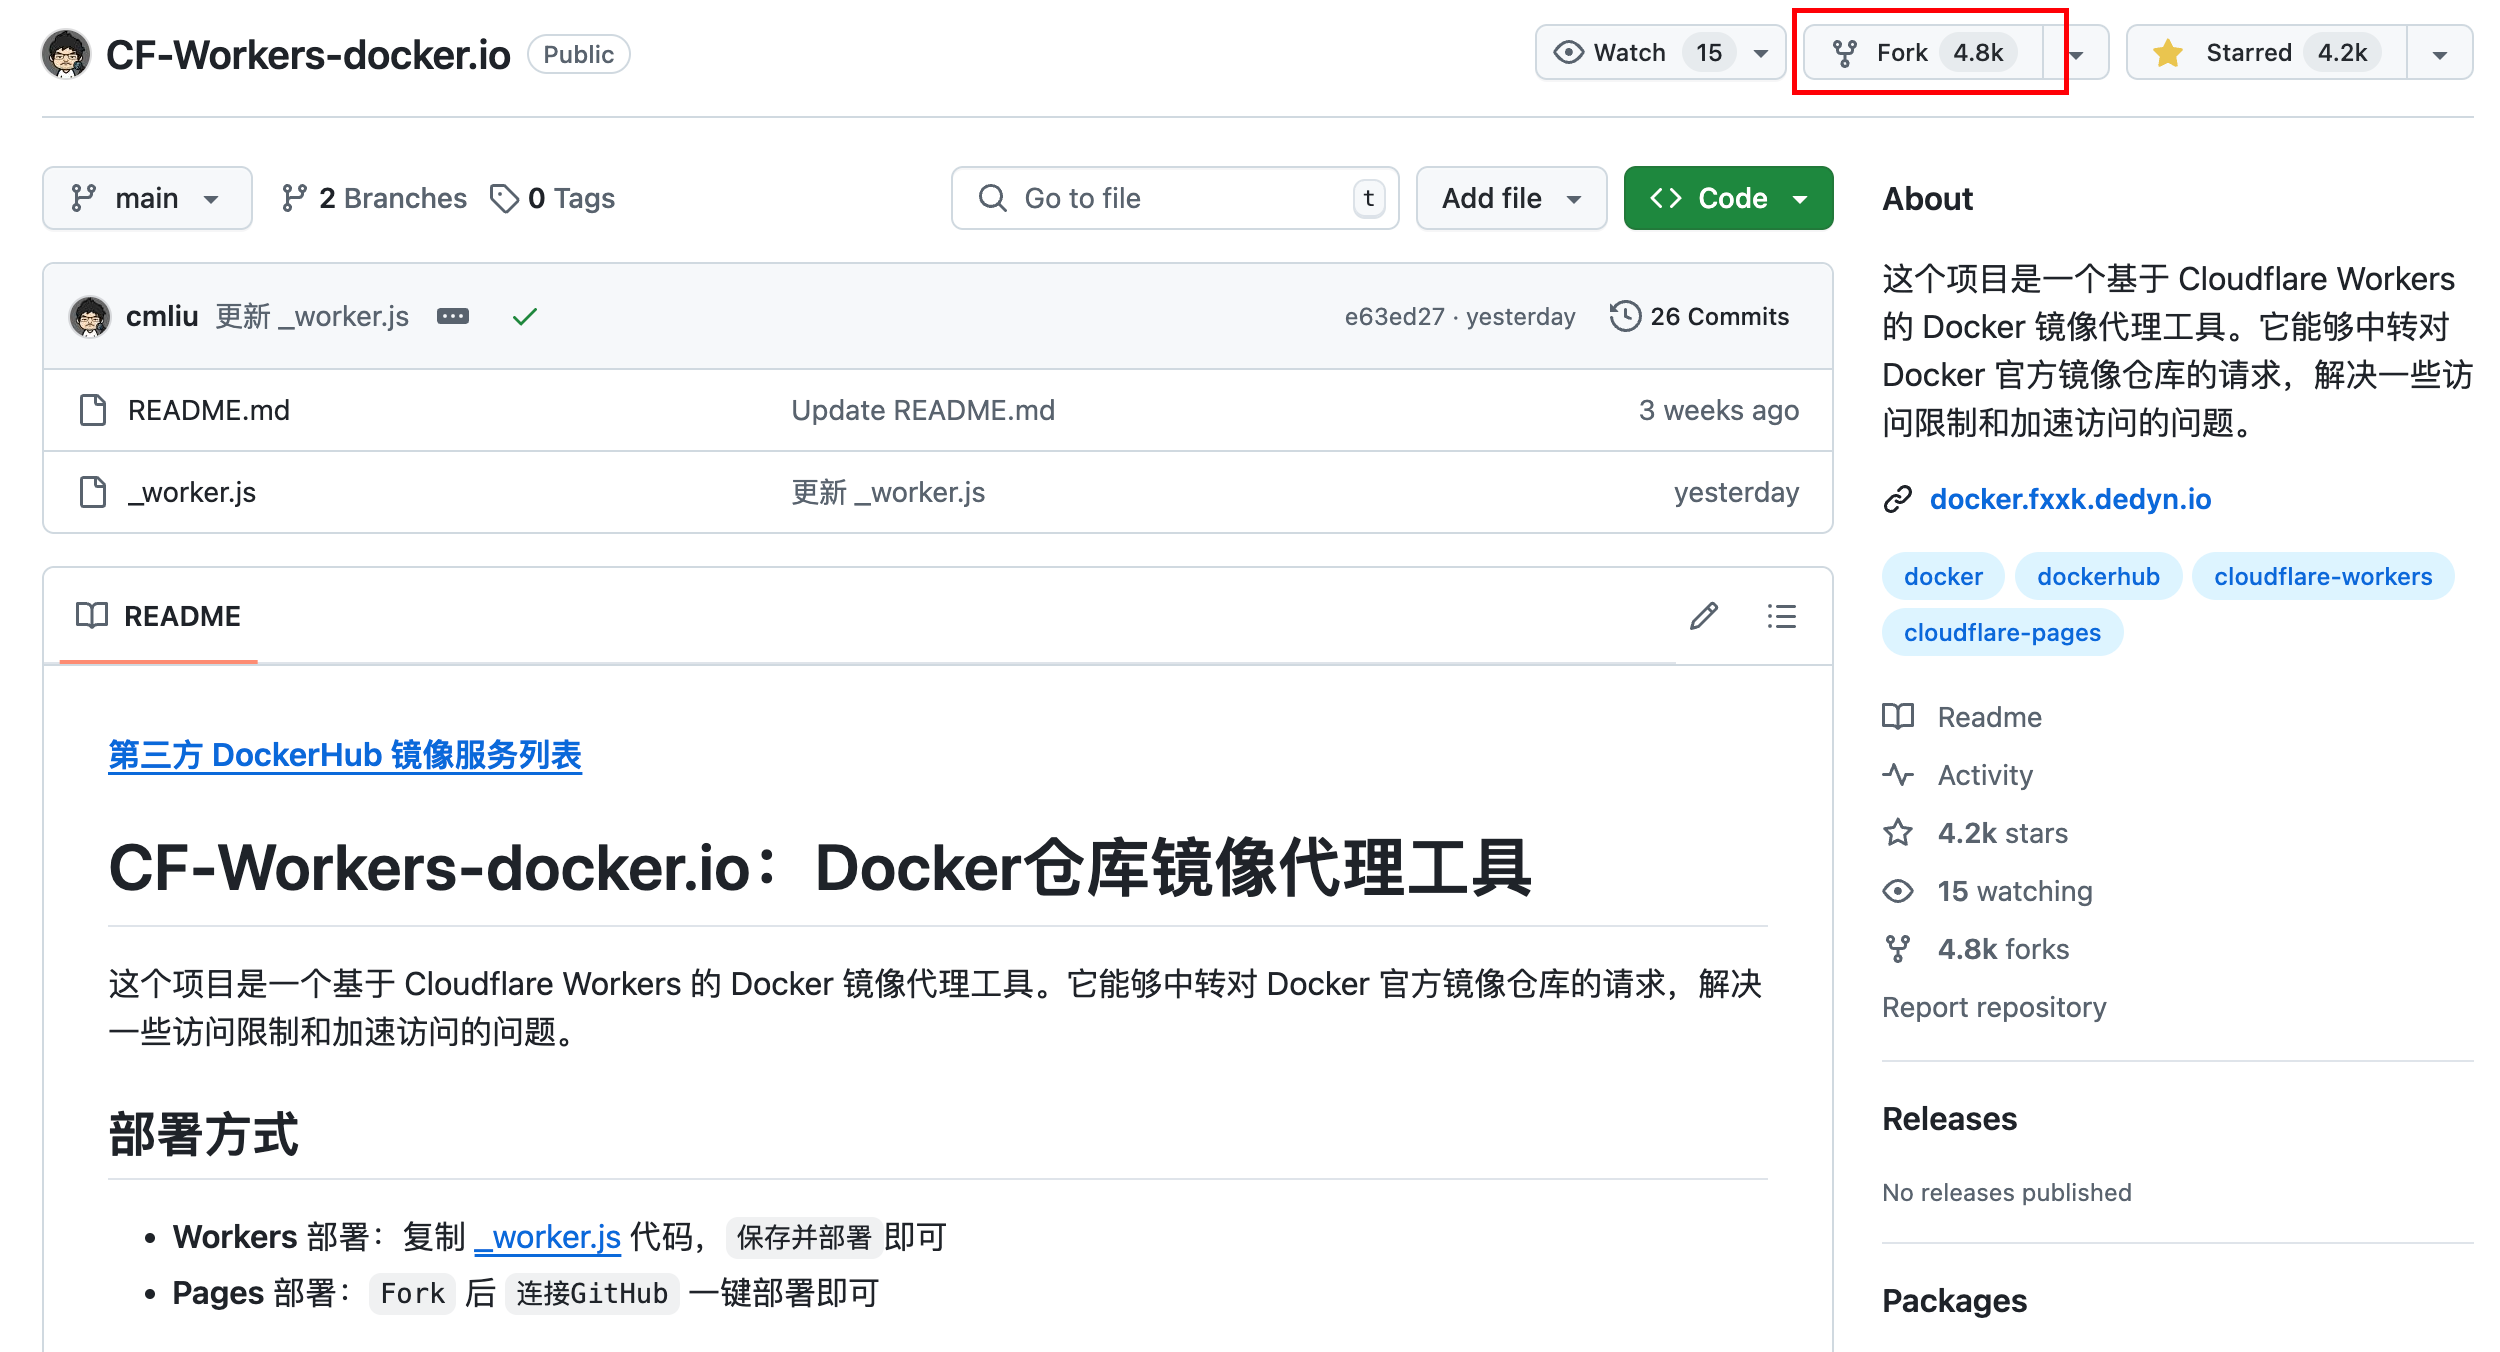 CF-Workers-docker.io Public
Watch 15 Fork 4.8k Starred 4.2k
main 2 Branches 0 Tags Go to file t Add file Code
cmliu 更新 _worker.js e63ed27 · yesterday 26 Commits
README.md Update README.md 3 weeks ago
_worker.js 更新 _worker.js yesterday
README
第三方 DockerHub 镜像服务列表
CF-Workers-docker.io：Docker仓库镜像代理工具
这个项目是一个基于 Cloudflare Workers 的 Docker 镜像代理工具。它能够中转对 Docker 官方镜像仓库的请求，解决
一些访问限制和加速访问的问题。
部署方式
• Workers 部署：复制 _worker.js 代码，保存并部署即可
• Pages 部署：Fork 后 连接GitHub 一键部署即可
About
这个项目是一个基于 Cloudflare Workers
的 Docker 镜像代理工具。它能够中转对
Docker 官方镜像仓库的请求，解决一些访
问限制和加速访问的问题。
docker.fxxk.dedyn.io
docker dockerhub cloudflare-workers
cloudflare-pages
Readme
Activity
4.2k stars
15 watching
4.8k forks
Report repository
Releases
No releases published
Packages